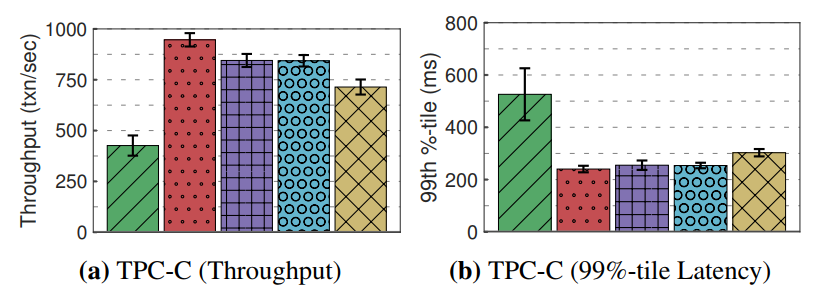 Throughput (txn/sec)
1000
750
500
250
0
(a) TPC-C (Throughput)
99th %-tile (ms)
800
600
400
200
0
(b) TPC-C (99%-tile Latency)